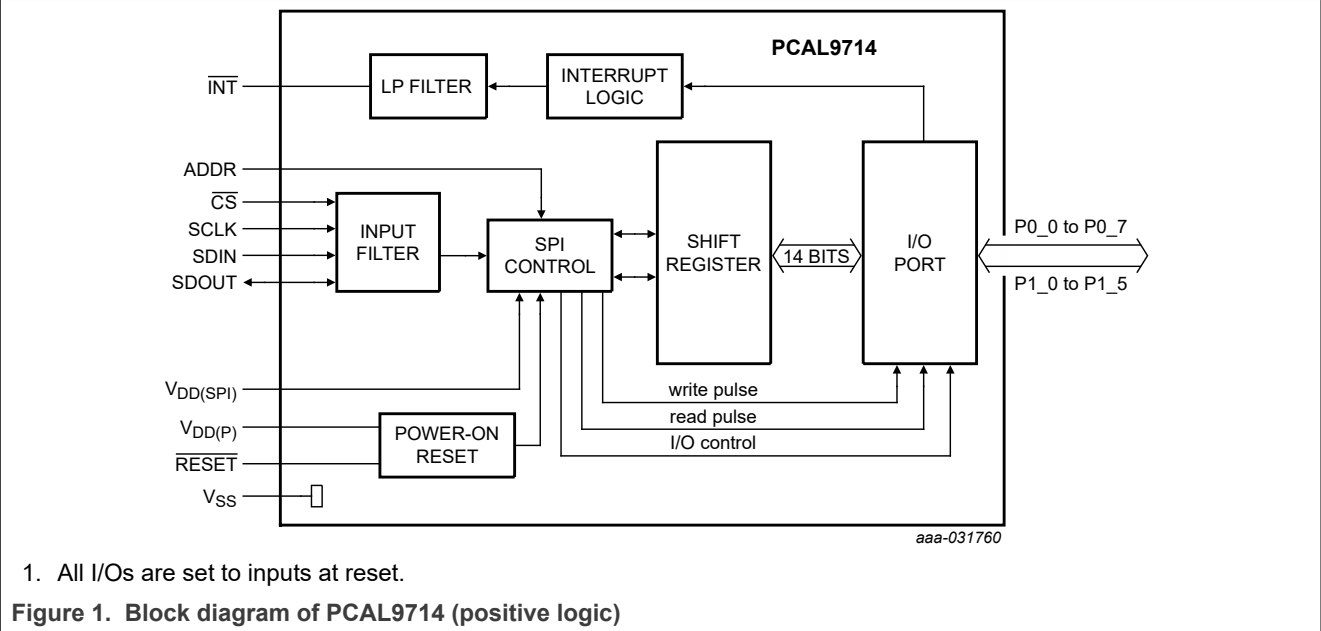 PCAL9714
INT
LP FILTER
INTERRUPT
LOGIC
ADDR
CS
SCLK
SDIN
SDOUT
INPUT
FILTER
SPI
CONTROL
SHIFT
REGISTER
14 BITS
I/O
PORT
P0_0 to P0_7
P1_0 to P1_5
VDD(SPI)
VDD(P)
RESET
VSS
POWER-ON
RESET
write pulse
read pulse
I/O control
aaa-031760
1. All I/Os are set to inputs at reset.
Figure 1. Block diagram of PCAL9714 (positive logic)